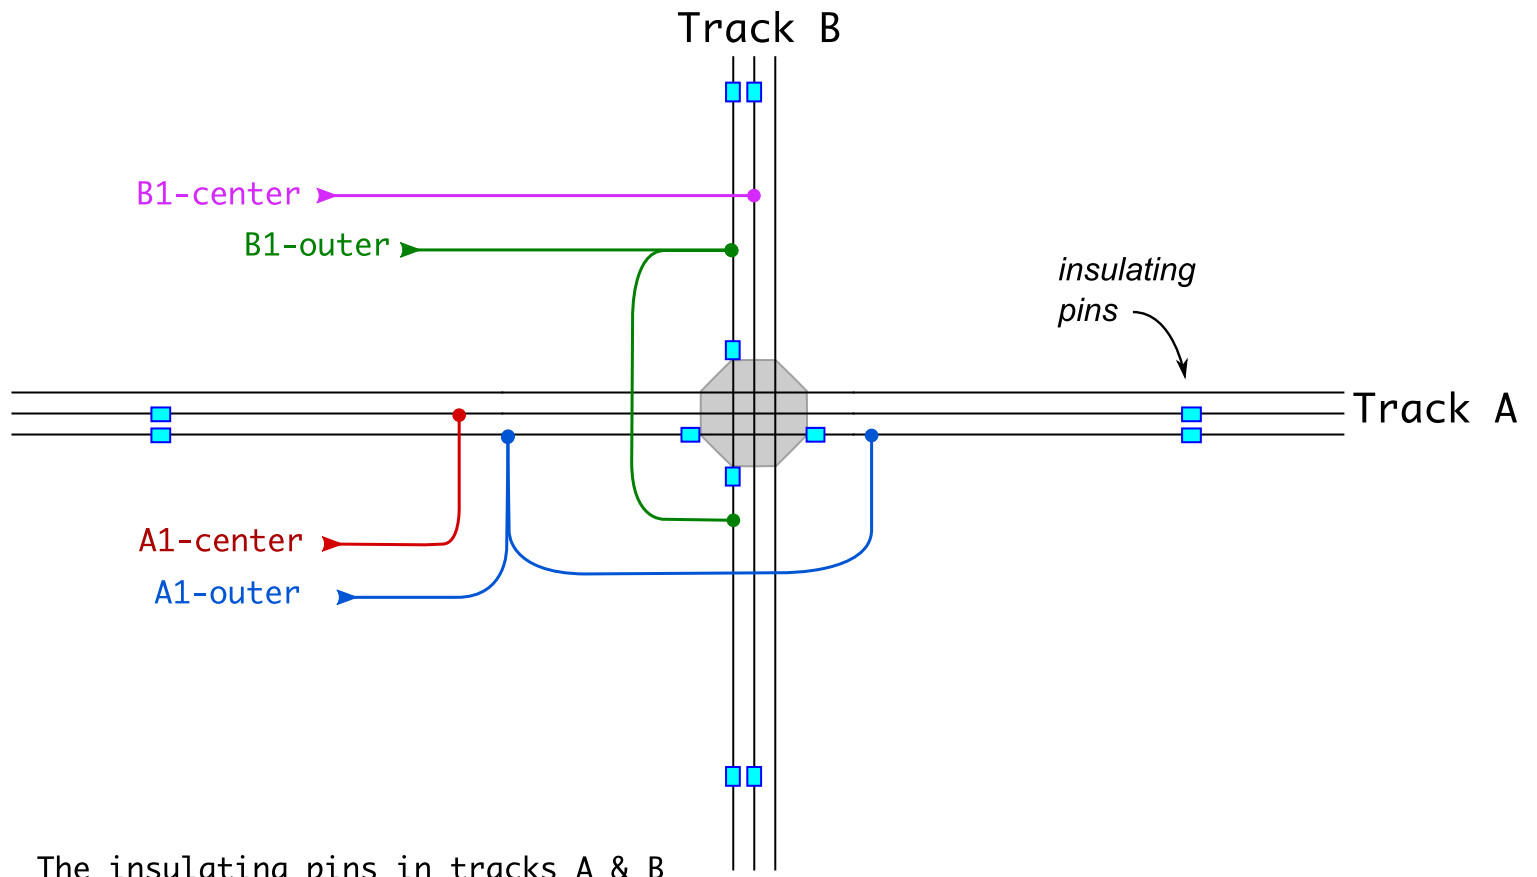 Track B
B1-center
B1-outer
insulating
pins
Track A
A1-center
A1-outer
The insulating pins in tracks A & B